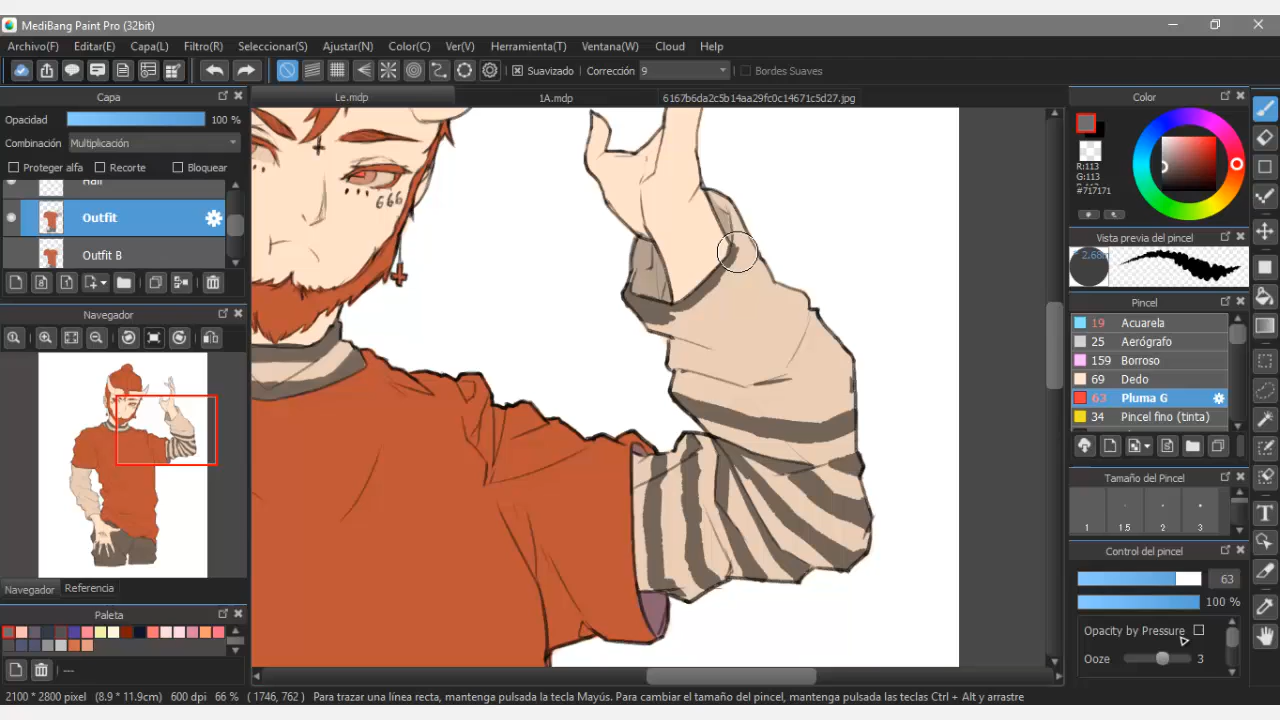 MediBang Paint Pro (32bit)
Archivo(F) Editar(E) Capa(L) Filtro(R) Seleccionar(S) Ajustar(N) Color(C) Ver(V) Herramienta(T) Ventana(W) Cloud Help
Suavizado Corrección 9 Bordes Suaves
Capa
Le.mdp 1A.mdp 6167b6da2c5b14aa29fc0c14671c5d27.jpg
Color
Opacidad 100 %
Combinación Multiplicación
Proteger alfa Recorte Bloquear
R:113
G:113
#717171
Hair
Outfit
Outfit B
666
Vista previa del pincel
Pincel
19 Acuarela
25 Aerógrafo
159 Borroso
69 Dedo
63 Pluma G
34 Pincel fino (tinta)
Navegador
Tamaño del Pincel
1 1.5 2 3
Control del pincel
63
100 %
Opacity by Pressure
Ooze 3
Navegador Referencia
Paleta
---
2100 * 2800 pixel (8.9 * 11.9cm) 600 dpi 66 % ( 1746, 762 ) Para trazar una línea recta, mantenga pulsada la tecla Mayús. Para cambiar el tamaño del pincel, mantenga pulsadas las teclas Ctrl + Alt y arrastre